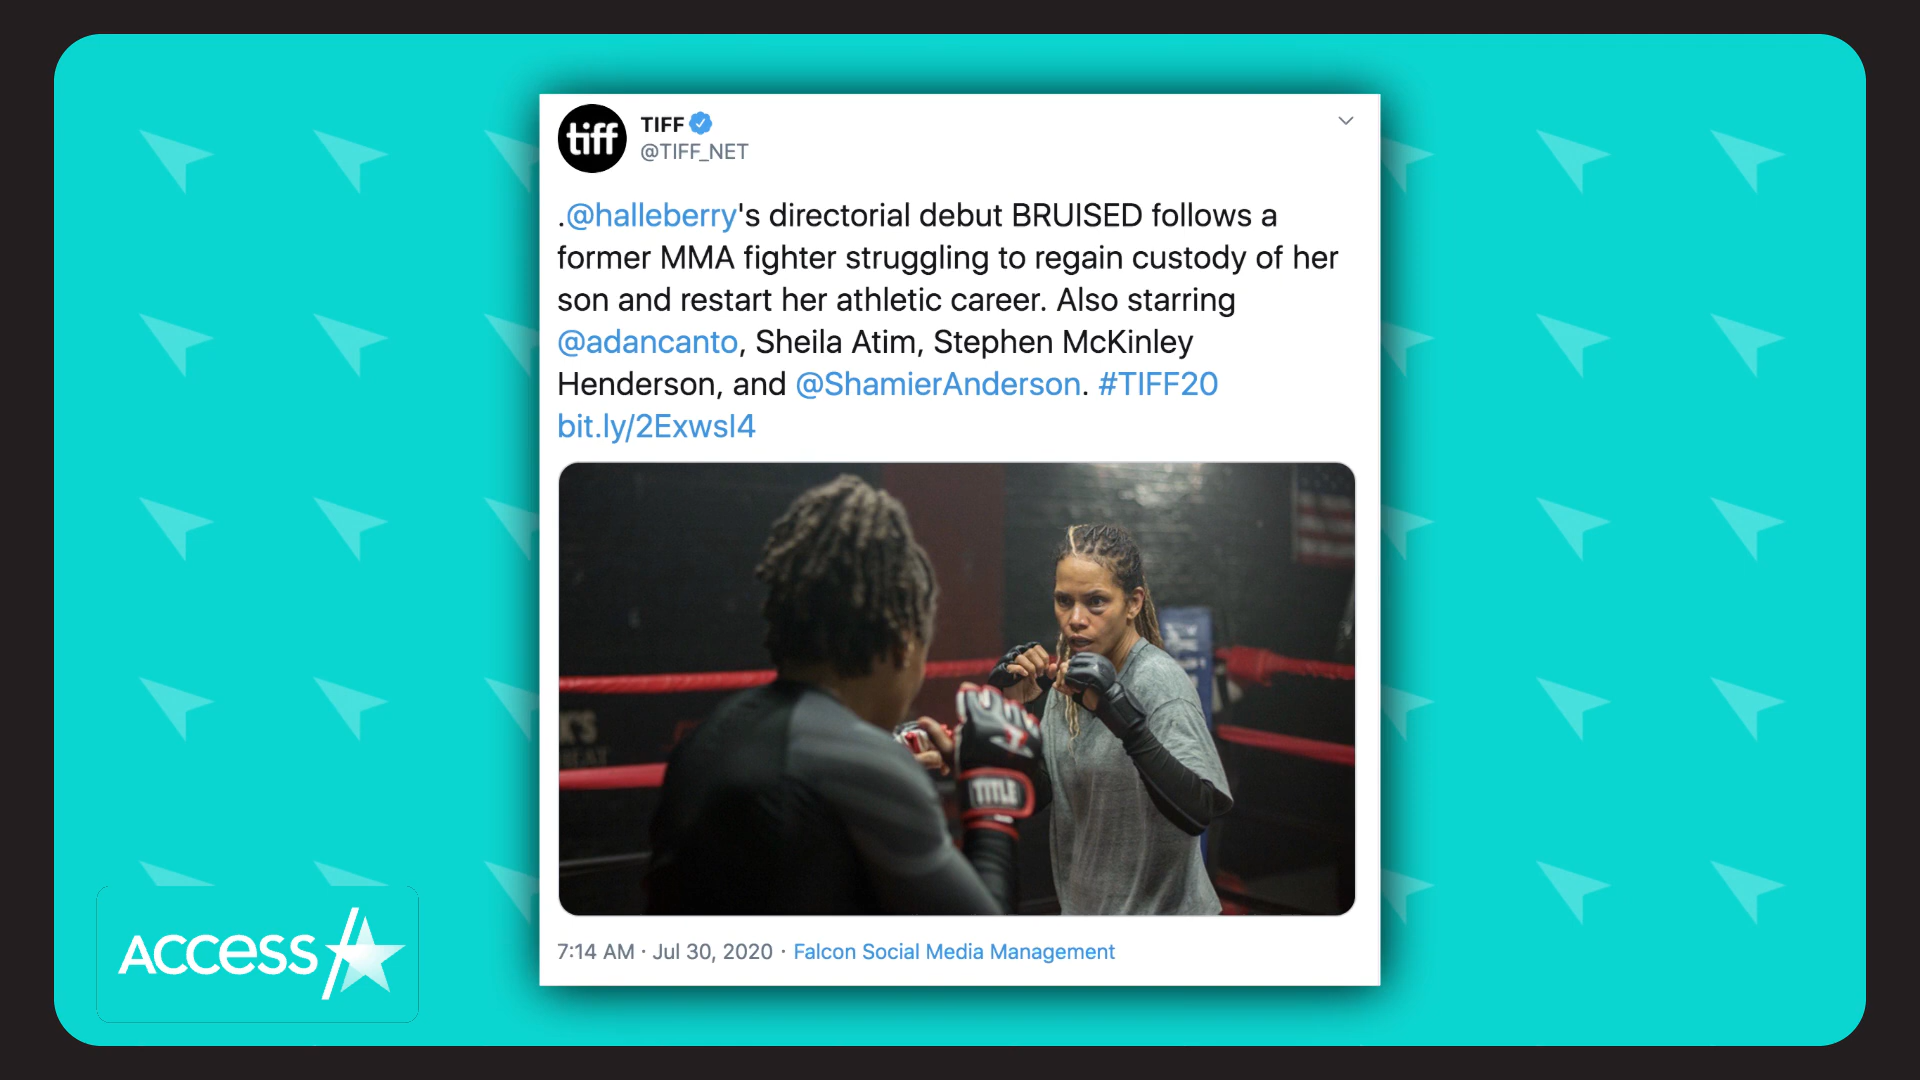 tiff
TIFF
@TIFF_NET
.@halleberry's directorial debut BRUISED follows a
former MMA fighter struggling to regain custody of her
son and restart her athletic career. Also starring
@adancanto, Sheila Atim, Stephen McKinley
Henderson, and @ShamierAnderson. #TIFF20
bit.ly/2ExwsI4
TITLE
7:14 AM · Jul 30, 2020 · Falcon Social Media Management
ACCESS